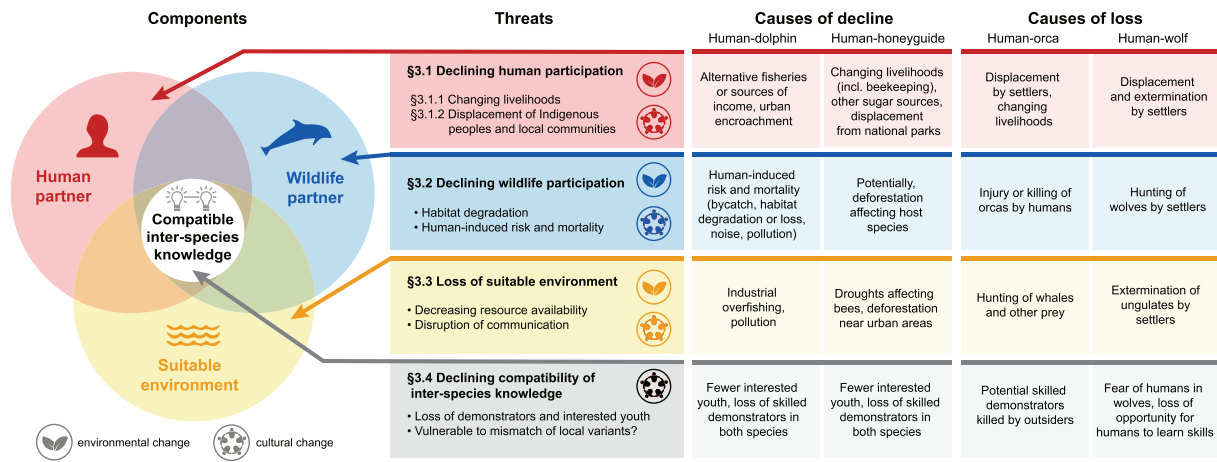 Components
Threats
Causes of decline
Causes of loss
Human-dolphin
Human-honeyguide
Human-orca
Human-wolf
Human
partner
Wildlife
partner
Compatible
inter-species
knowledge
Suitable
environment
environmental change
cultural change
§3.1 Declining human participation
§3.1.1 Changing livelihoods
§3.1.2 Displacement of Indigenous
peoples and local communities
Alternative fisheries
or sources of
income, urban
encroachment
Changing livelihoods
(incl. beekeeping),
other sugar sources,
displacement
from national parks
Displacement
by settlers,
changing
livelihoods
Displacement
and extermination
by settlers
§3.2 Declining wildlife participation
• Habitat degradation
• Human-induced risk and mortality
Human-induced
risk and mortality
(bycatch, habitat
degradation or loss,
noise, pollution)
Potentially,
deforestation
affecting host
species
Injury or killing of
orcas by humans
Hunting of
wolves by settlers
§3.3 Loss of suitable environment
• Decreasing resource availability
• Disruption of communication
Industrial
overfishing,
pollution
Droughts affecting
bees, deforestation
near urban areas
Hunting of whales
and other prey
Extermination of
ungulates by
settlers
§3.4 Declining compatibility of
inter-species knowledge
• Loss of demonstrators and interested youth
• Vulnerable to mismatch of local variants?
Fewer interested
youth, loss of skilled
demonstrators in
both species
Fewer interested
youth, loss of skilled
demonstrators in
both species
Potential skilled
demonstrators
killed by outsiders
Fear of humans in
wolves, loss of
opportunity for
humans to learn skills